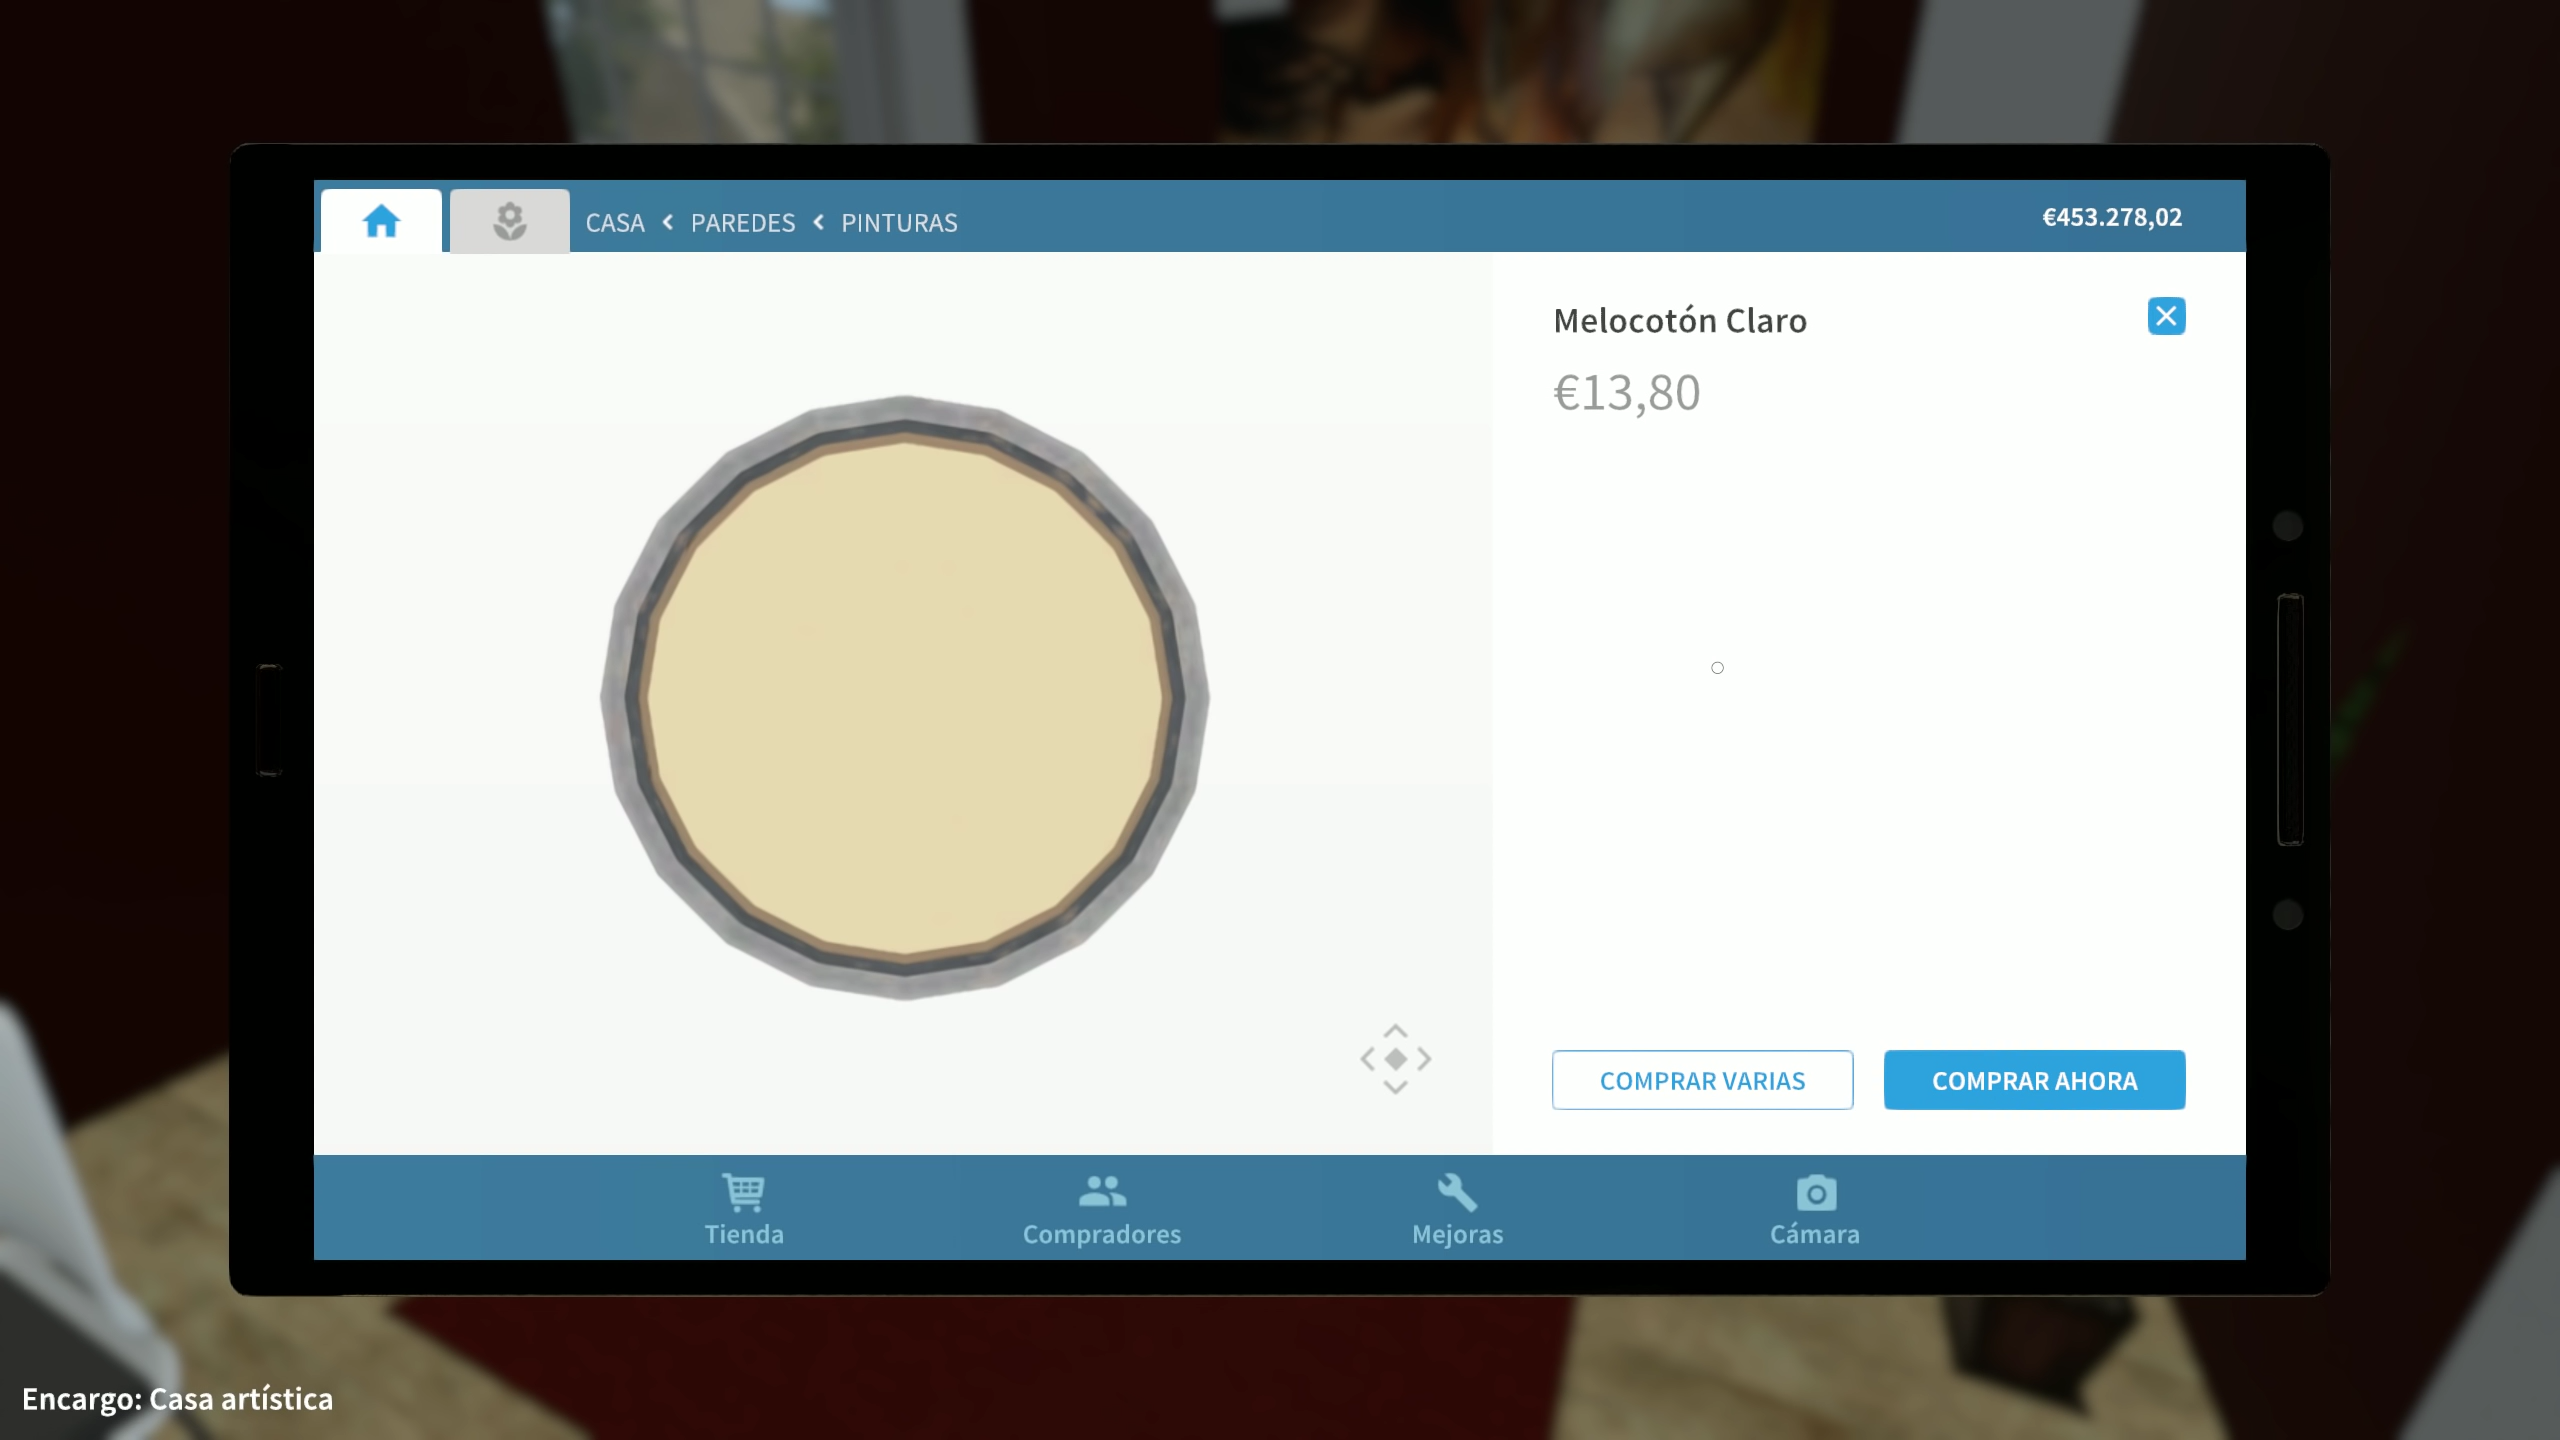 CASA < PAREDES < PINTURAS
€453.278,02
Melocotón Claro
€13,80
COMPRAR VARIAS
COMPRAR AHORA
Tienda
Compradores
Mejoras
Cámara
Encargo: Casa artística